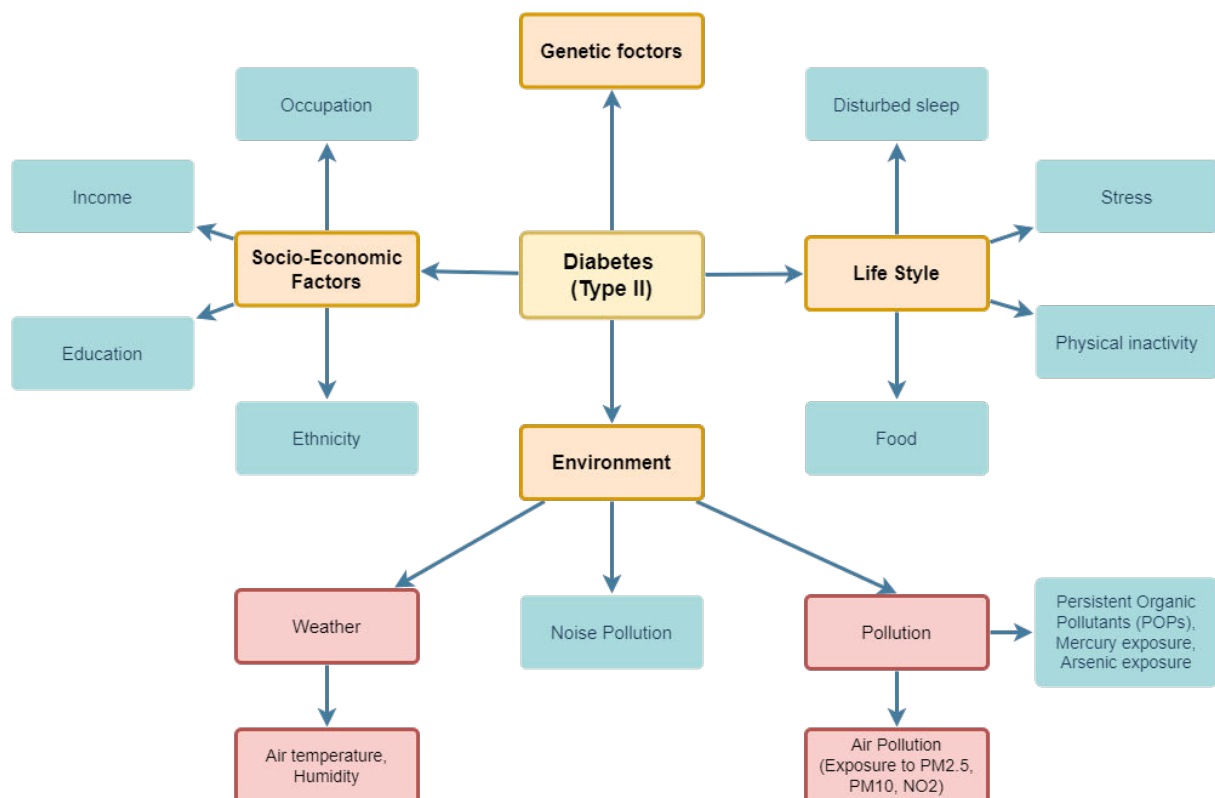 Genetic foctors
Occupation
Disturbed sleep
Income
Stress
Socio-Economic
Factors
Diabetes
(Type II)
Life Style
Education
Physical inactivity
Ethnicity
Food
Environment
Weather
Noise Pollution
Pollution
Persistent Organic
Pollutants (POPs),
Mercury exposure,
Arsenic exposure
Air temperature,
Humidity
Air Pollution
(Exposure to PM2.5,
PM10, NO2)